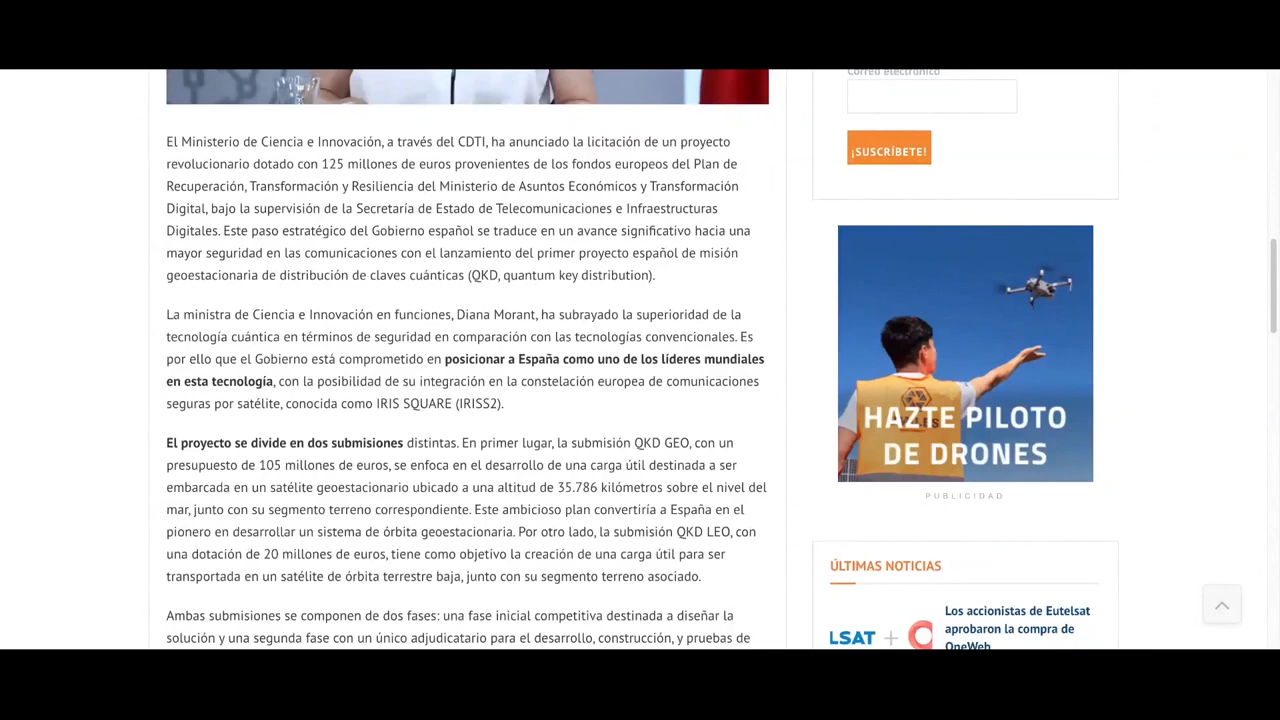 El Ministerio de Ciencia e Innovación, a través del CDTI, ha anunciado la licitación de un proyecto
revolucionario dotado con 125 millones de euros provenientes de los fondos europeos del Plan de
Recuperación, Transformación y Resiliencia del Ministerio de Asuntos Económicos y Transformación
Digital, bajo la supervisión de la Secretaría de Estado de Telecomunicaciones e Infraestructuras
Digitales. Este paso estratégico del Gobierno español se traduce en un avance significativo hacia una
mayor seguridad en las comunicaciones con el lanzamiento del primer proyecto español de misión
geoestacionaria de distribución de claves cuánticas (QKD, quantum key distribution).
La ministra de Ciencia e Innovación en funciones, Diana Morant, ha subrayado la superioridad de la
tecnología cuántica en términos de seguridad en comparación con las tecnologías convencionales. Es
por ello que el Gobierno está comprometido en posicionar a España como uno de los líderes mundiales
en esta tecnología, con la posibilidad de su integración en la constelación europea de comunicaciones
seguras por satélite, conocida como IRIS SQUARE (IRISS2).
El proyecto se divide en dos submisiones distintas. En primer lugar, la submisión QKD GEO, con un
presupuesto de 105 millones de euros, se enfoca en el desarrollo de una carga útil destinada a ser
embarcada en un satélite geoestacionario ubicado a una altitud de 35.786 kilómetros sobre el nivel del
mar, junto con su segmento terreno correspondiente. Este ambicioso plan convertiría a España en el
pionero en desarrollar un sistema de órbita geoestacionaria. Por otro lado, la submisión QKD LEO, con
una dotación de 20 millones de euros, tiene como objetivo la creación de una carga útil para ser
transportada en un satélite de órbita terrestre baja, junto con su segmento terreno asociado.
Ambas submisiones se componen de dos fases: una fase inicial competitiva destinada a diseñar la
solución y una segunda fase con un único adjudicatario para el desarrollo, construcción, y pruebas de
Correo electrónico
¡SUSCRÍBETE!
HAZTE PILOTO
DE DRONES
PUBLICIDAD
ÚLTIMAS NOTICIAS
LSAT +
Los accionistas de Eutelsat
aprobaron la compra de
OneWeb